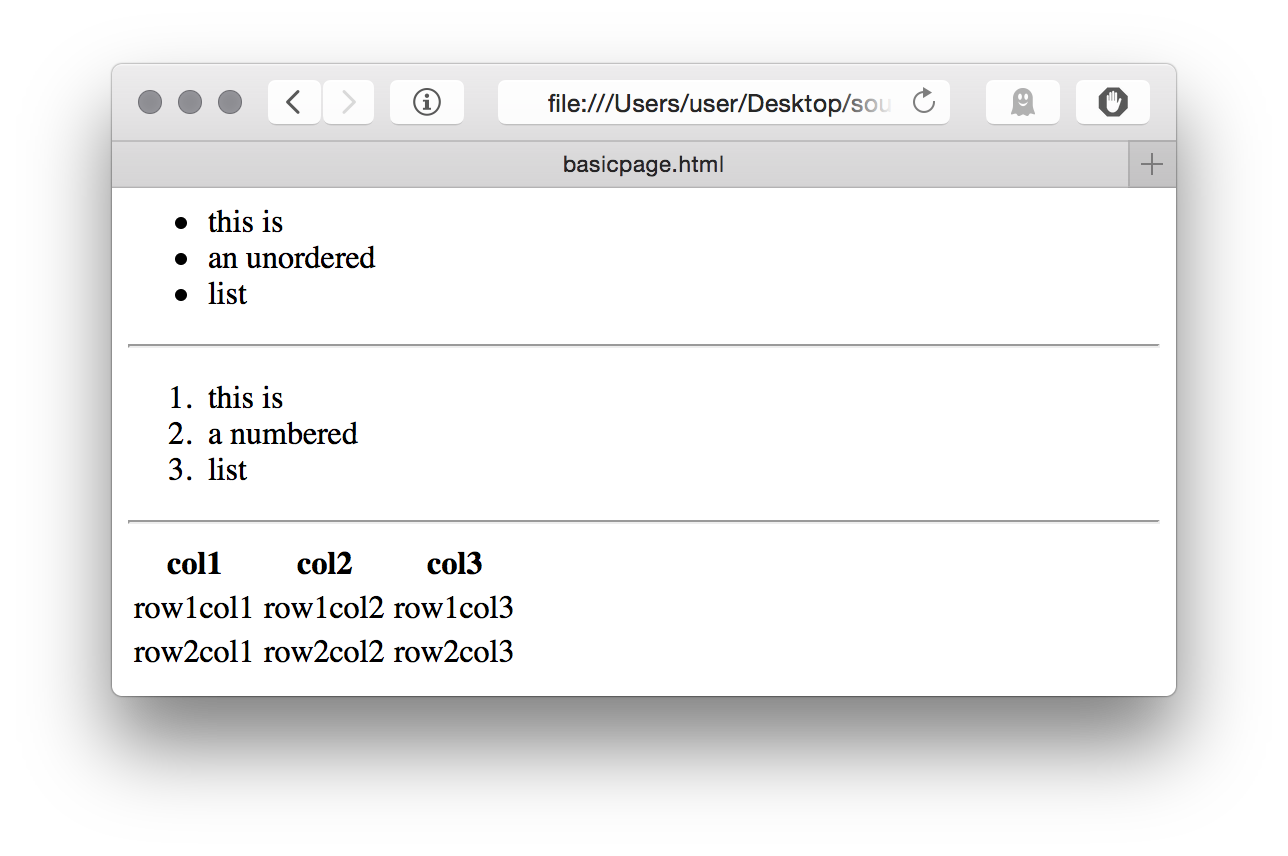 file:///Users/user/Desktop/sou
basicpage.html
• this is
• an unordered
• list
1. this is
2. a numbered
3. list
col1 col2 col3
row1col1 row1col2 row1col3
row2col1 row2col2 row2col3